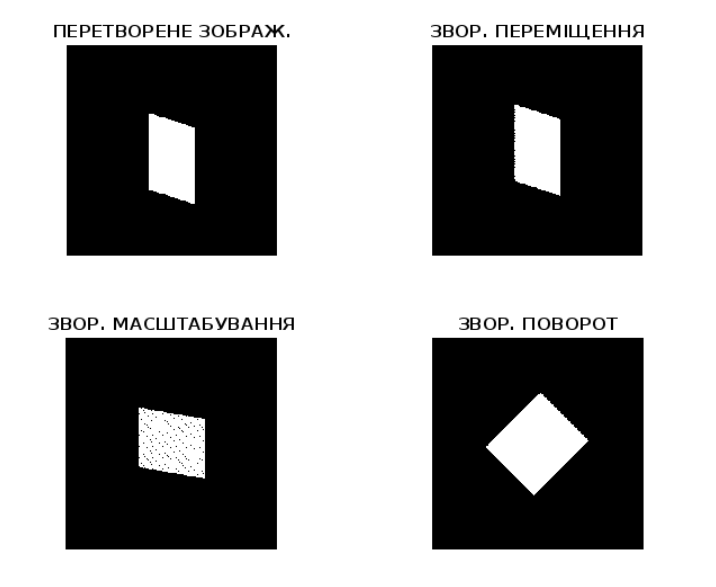 ПЕРЕТВОРЕНЕ ЗОБРАЖ.
ЗВОР. ПЕРЕМІЩЕННЯ
ЗВОР. МАСШТАБУВАННЯ
ЗВОР. ПОВОРОТ